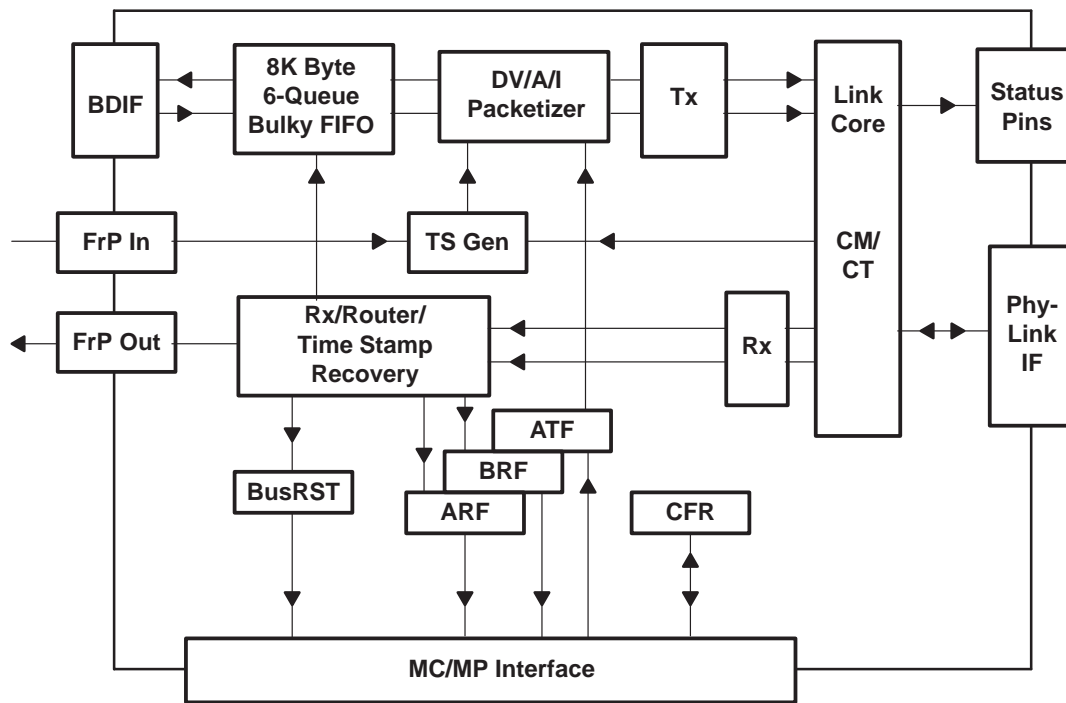 BDIF
8K Byte
6-Queue
Bulky FIFO
DV/A/I
Packetizer
Tx
Link
Core
CM/
CT
Status
Pins
FrP In
TS Gen
FrP Out
Rx/Router/
Time Stamp
Recovery
Rx
Phy-
Link
IF
ATF
BRF
ARF
BusRST
CFR
MC/MP Interface